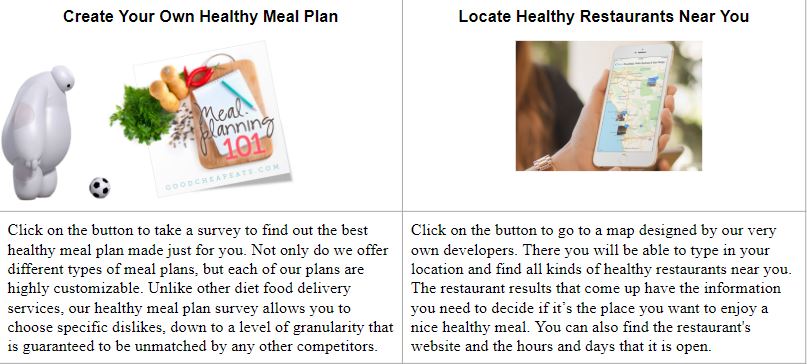 Create Your Own Healthy Meal Plan
Meal
planning
101
GOODCHEAPEATS.COM
Click on the button to take a survey to find out the best
healthy meal plan made just for you. Not only do we offer
different types of meal plans, but each of our plans are
highly customizable. Unlike other diet food delivery
services, our healthy meal plan survey allows you to
choose specific dislikes, down to a level of granularity that
is guaranteed to be unmatched by any other competitors.
Locate Healthy Restaurants Near You
Click on the button to go to a map designed by our very
own developers. There you will be able to type in your
location and find all kinds of healthy restaurants near you.
The restaurant results that come up have the information
you need to decide if it’s the place you want to enjoy a
nice healthy meal. You can also find the restaurant's
website and the hours and days that it is open.